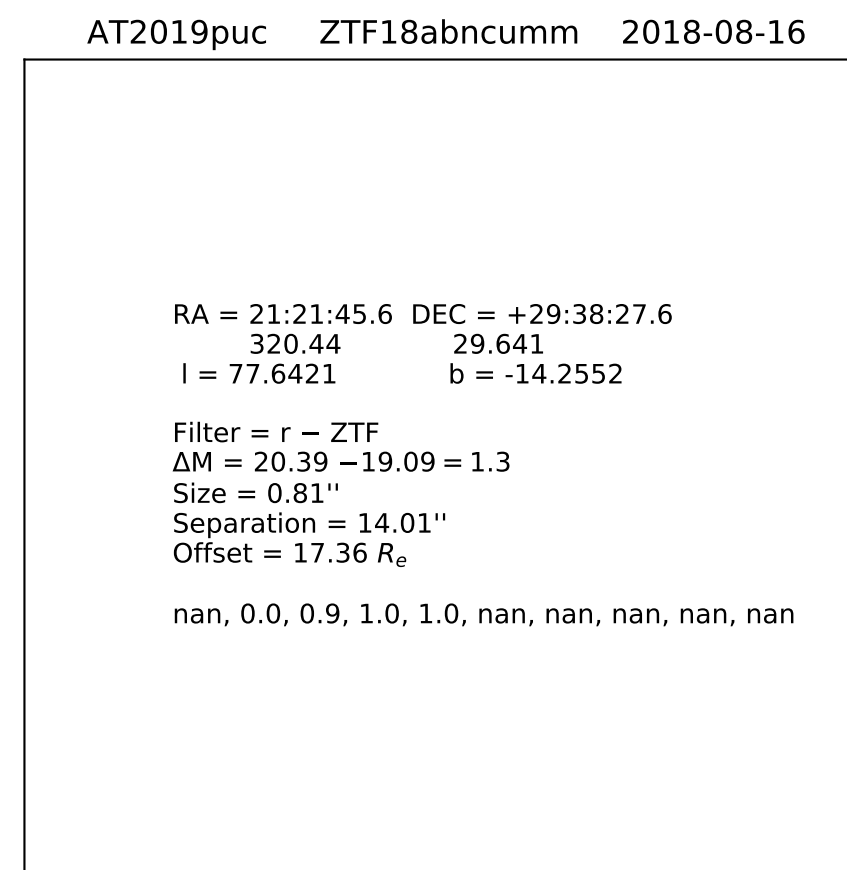 AT2019puc ZTF18abncumm 2018-08-16
RA = 21:21:45.6 DEC = +29:38:27.6
320.44 29.641
l = 77.6421 b = -14.2552
Filter = r − ZTF
ΔM = 20.39 −19.09 = 1.3
Size = 0.81''
Separation = 14.01''
Offset = 17.36 Re
nan, 0.0, 0.9, 1.0, 1.0, nan, nan, nan, nan, nan